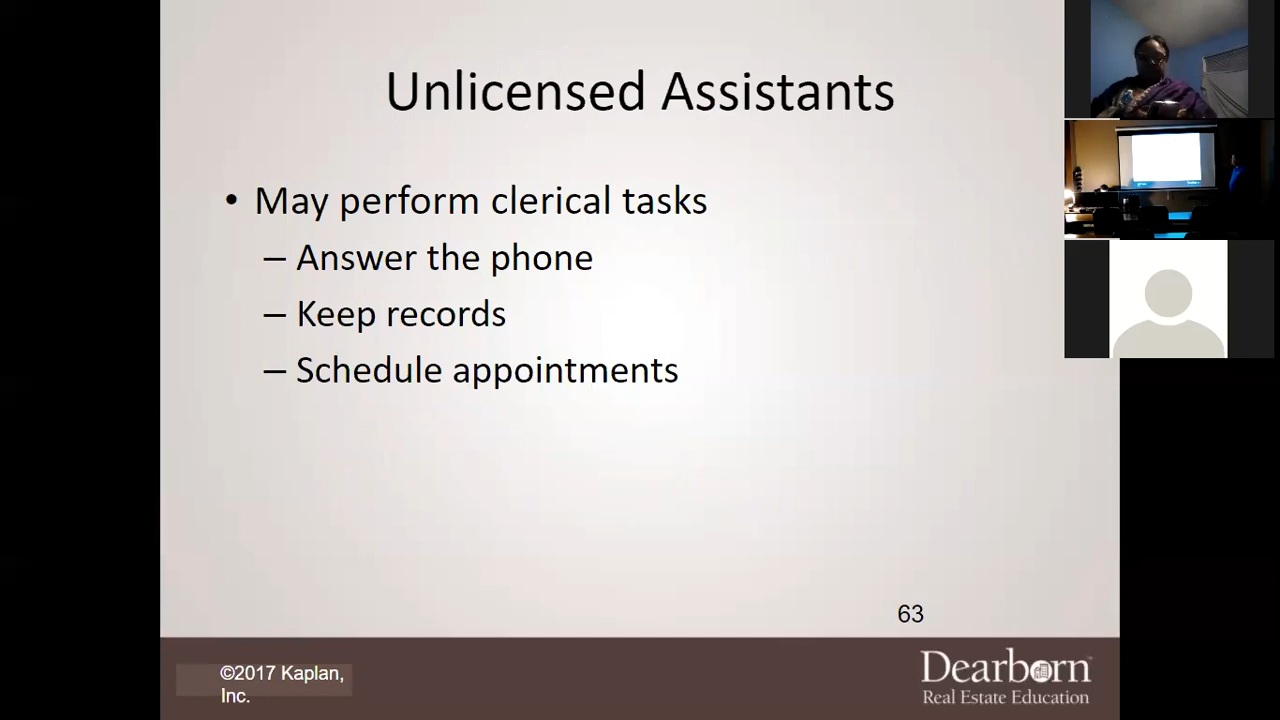 Unlicensed Assistants
• May perform clerical tasks
– Answer the phone
– Keep records
– Schedule appointments
63
©2017 Kaplan,
Inc.
Dearborn™
Real Estate Education